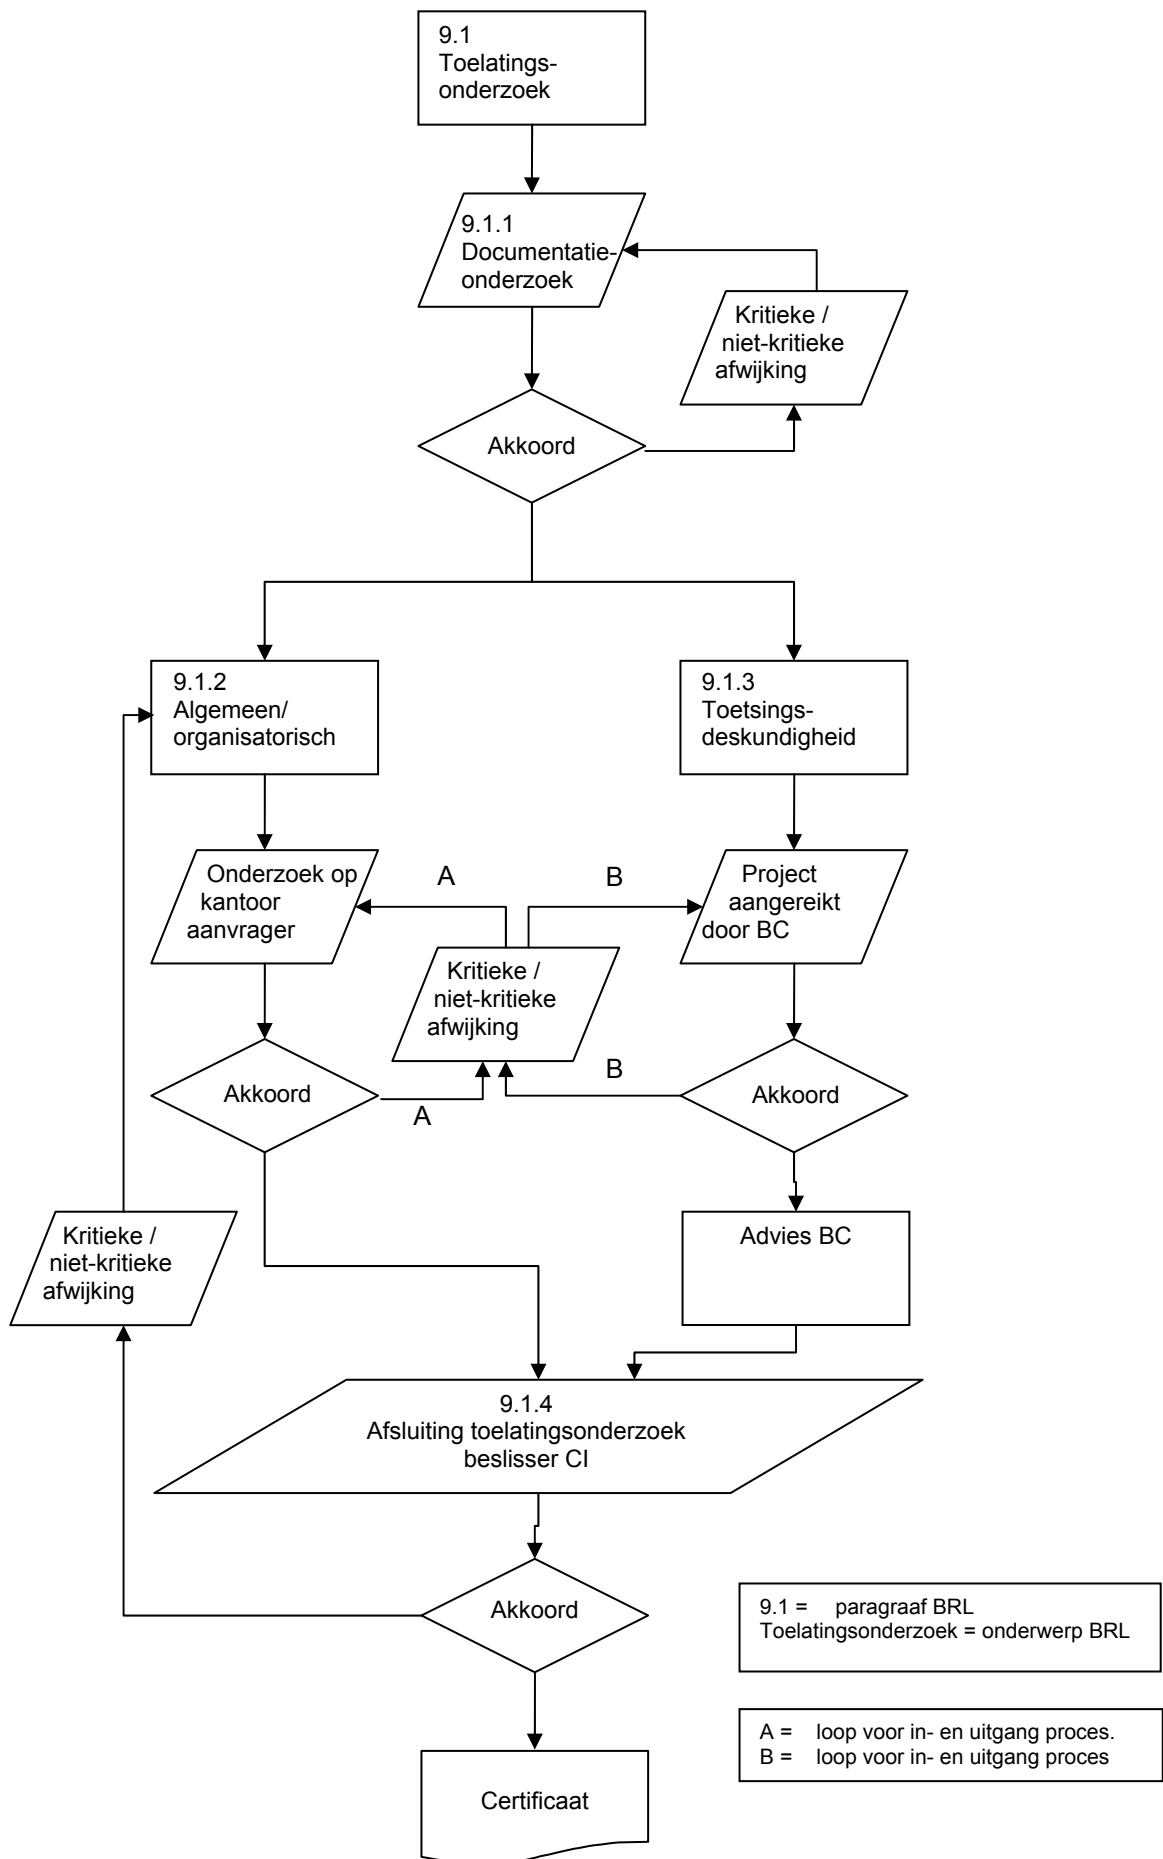 9.1
Toelatings-
onderzoek
9.1.1
Documentatie-
onderzoek
Kritieke /
niet-kritieke
afwijking
Akkoord
9.1.2
Algemeen/
organisatorisch
9.1.3
Toetsings-
deskundigheid
Onderzoek op
kantoor
aanvrager
A
B
Project
aangereikt
door BC
Kritieke /
niet-kritieke
afwijking
Akkoord
A
B
Akkoord
Kritieke /
niet-kritieke
afwijking
Advies BC
9.1.4
Afsluiting toelatingsonderzoek
beslisser CI
Akkoord
9.1 = paragraaf BRL
Toelatingsonderzoek = onderwerp BRL
A = loop voor in- en uitgang proces.
B = loop voor in- en uitgang proces
Certificaat